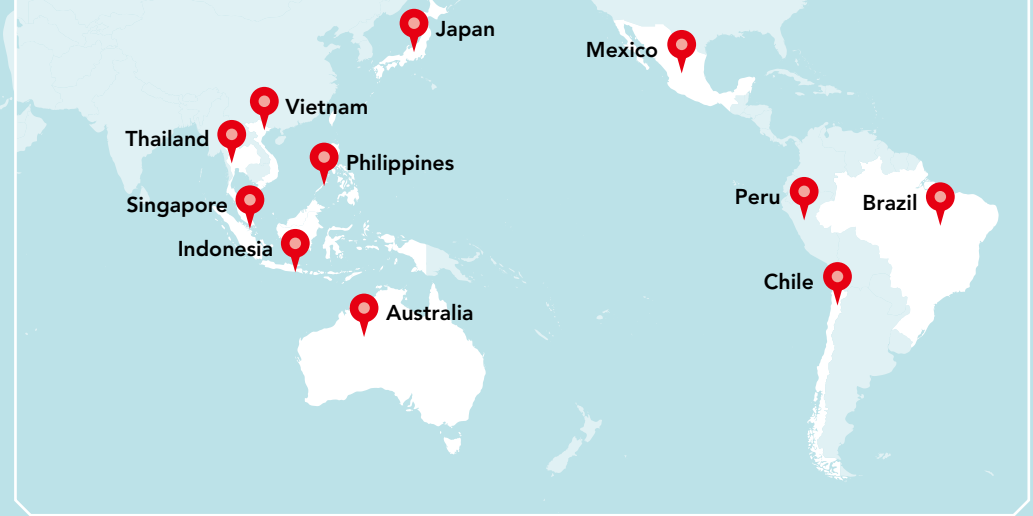 Japan
Mexico
Vietnam
Thailand
Philippines
Singapore
Peru
Brazil
Indonesia
Chile
Australia